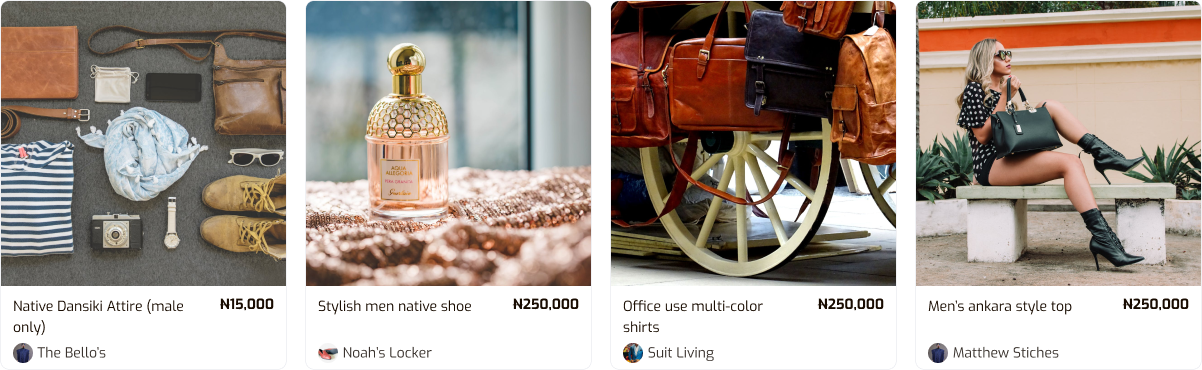 AQUA
ALLEGORIA
Guerlain
Native Dansiki Attire (male
only)
₦15,000
The Bello's
Stylish men native shoe
₦250,000
Noah's Locker
Office use multi-color
shirts
₦250,000
Suit Living
Men's ankara style top
₦250,000
Matthew Stiches